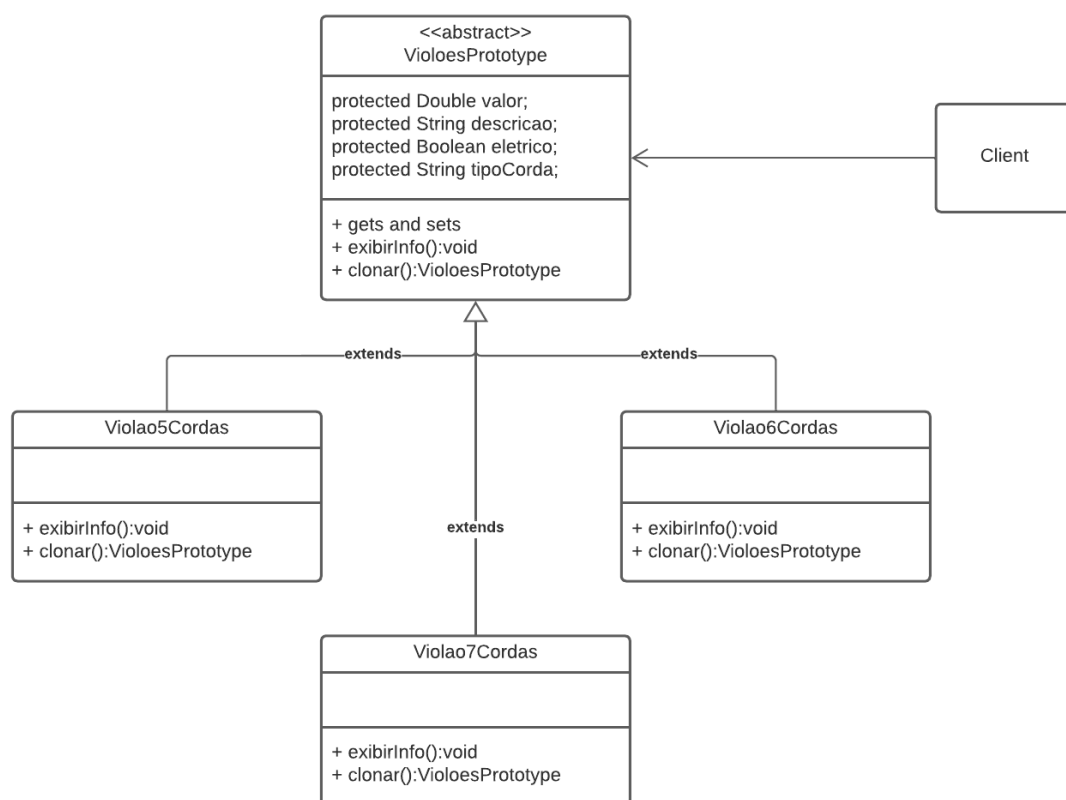 <<abstract>>
VioloesPrototype
protected Double valor;
protected String descricao;
protected Boolean eletrico;
protected String tipoCorda;
+ gets and sets
+ exibirInfo():void
+ clonar():VioloesPrototype
Client
extends
extends
Violao5Cordas
+ exibirInfo():void
+ clonar():VioloesPrototype
Violao6Cordas
+ exibirInfo():void
+ clonar():VioloesPrototype
extends
Violao7Cordas
+ exibirInfo():void
+ clonar():VioloesPrototype